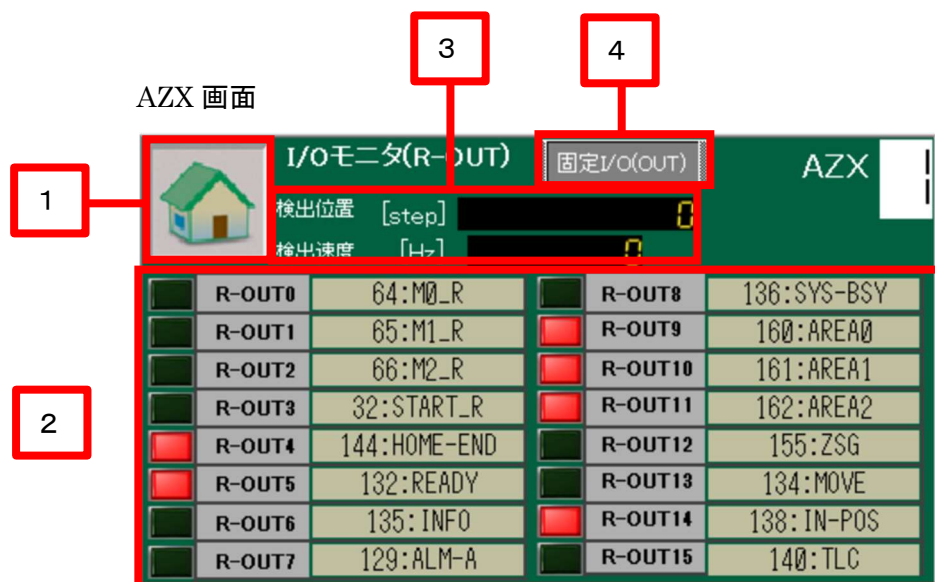 3
4
AZX 画面
1
I/Oモニタ(R-OUT)
固定I/O(OUT)
AZX
検出位置 [step] 0
検出速度 [Hz] 0
2
R-OUT0 64:M0_R R-OUT8 136:SYS-BSY
R-OUT1 65:M1_R R-OUT9 160:AREA0
R-OUT2 66:M2_R R-OUT10 161:AREA1
R-OUT3 32:START_R R-OUT11 162:AREA2
R-OUT4 144:HOME-END R-OUT12 155:ZSG
R-OUT5 132:READY R-OUT13 134:MOVE
R-OUT6 135:INFO R-OUT14 138:IN-POS
R-OUT7 129:ALM-A R-OUT15 140:TLC